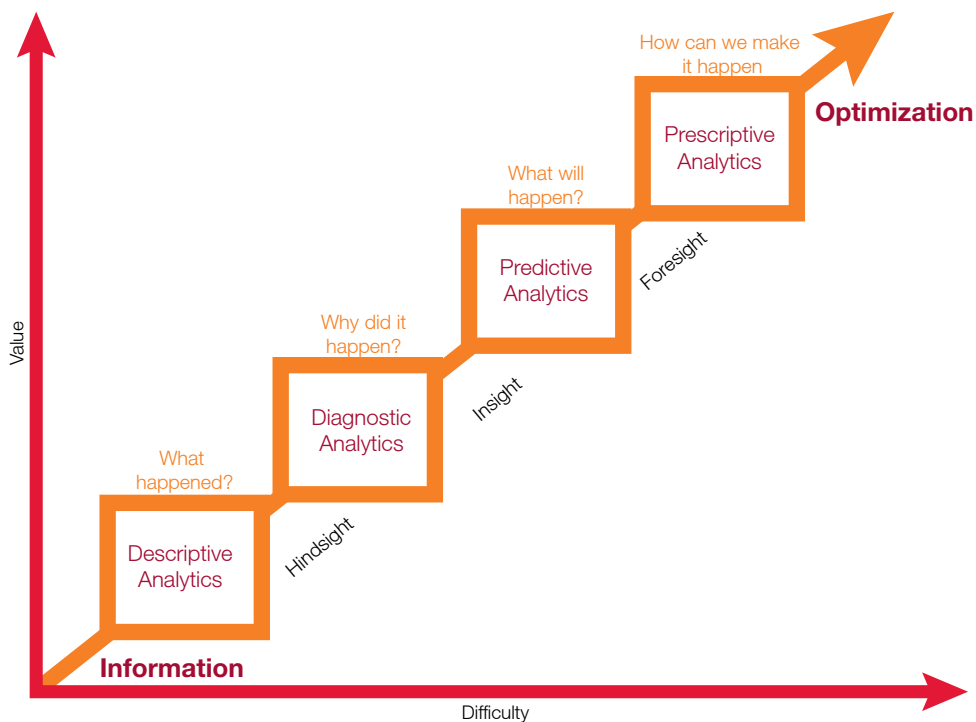 How can we make
it happen
Optimization
Prescriptive
Analytics
What will
happen?
Foresight
Predictive
Analytics
Why did it
happen?
Value
Insight
Diagnostic
Analytics
What
happened?
Hindsight
Descriptive
Analytics
Information
Difficulty